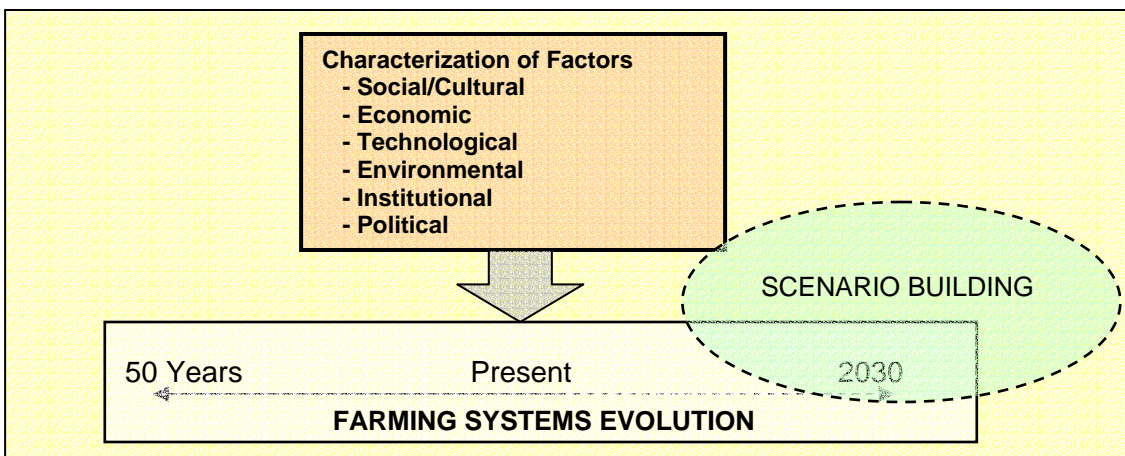 Characterization of Factors
- Social/Cultural
- Economic
- Technological
- Environmental
- Institutional
- Political
SCENARIO BUILDING
50 Years Present 2030
FARMING SYSTEMS EVOLUTION